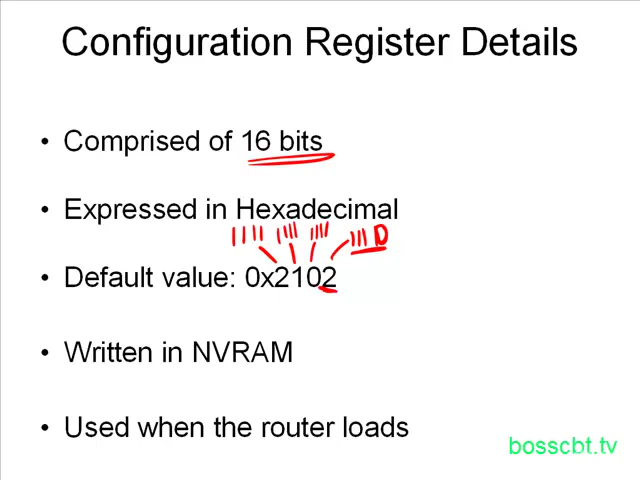 Configuration Register Details
• Comprised of 16 bits
• Expressed in Hexadecimal
• Default value: 0x2102
• Written in NVRAM
• Used when the router loads
bosscbt.tv